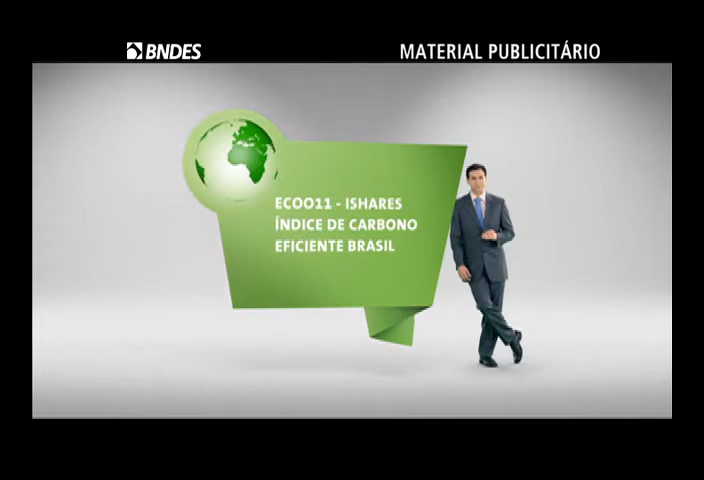 BNDES
MATERIAL PUBLICITÁRIO
ECOO11 - ISHARES
ÍNDICE DE CARBONO
EFICIENTE BRASIL